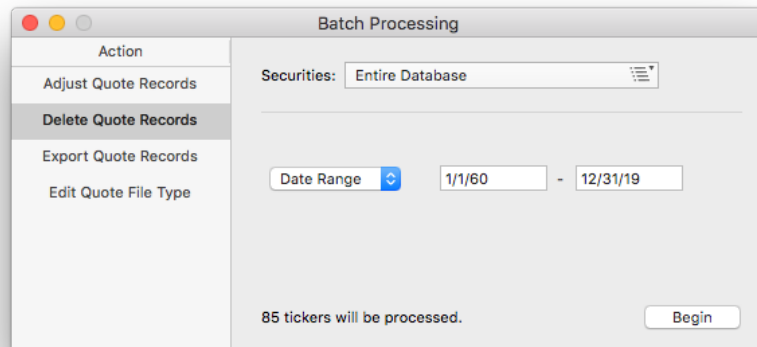 Batch Processing
Action
Adjust Quote Records
Delete Quote Records
Export Quote Records
Edit Quote File Type
Securities: Entire Database
Date Range 1/1/60 - 12/31/19
85 tickers will be processed. Begin